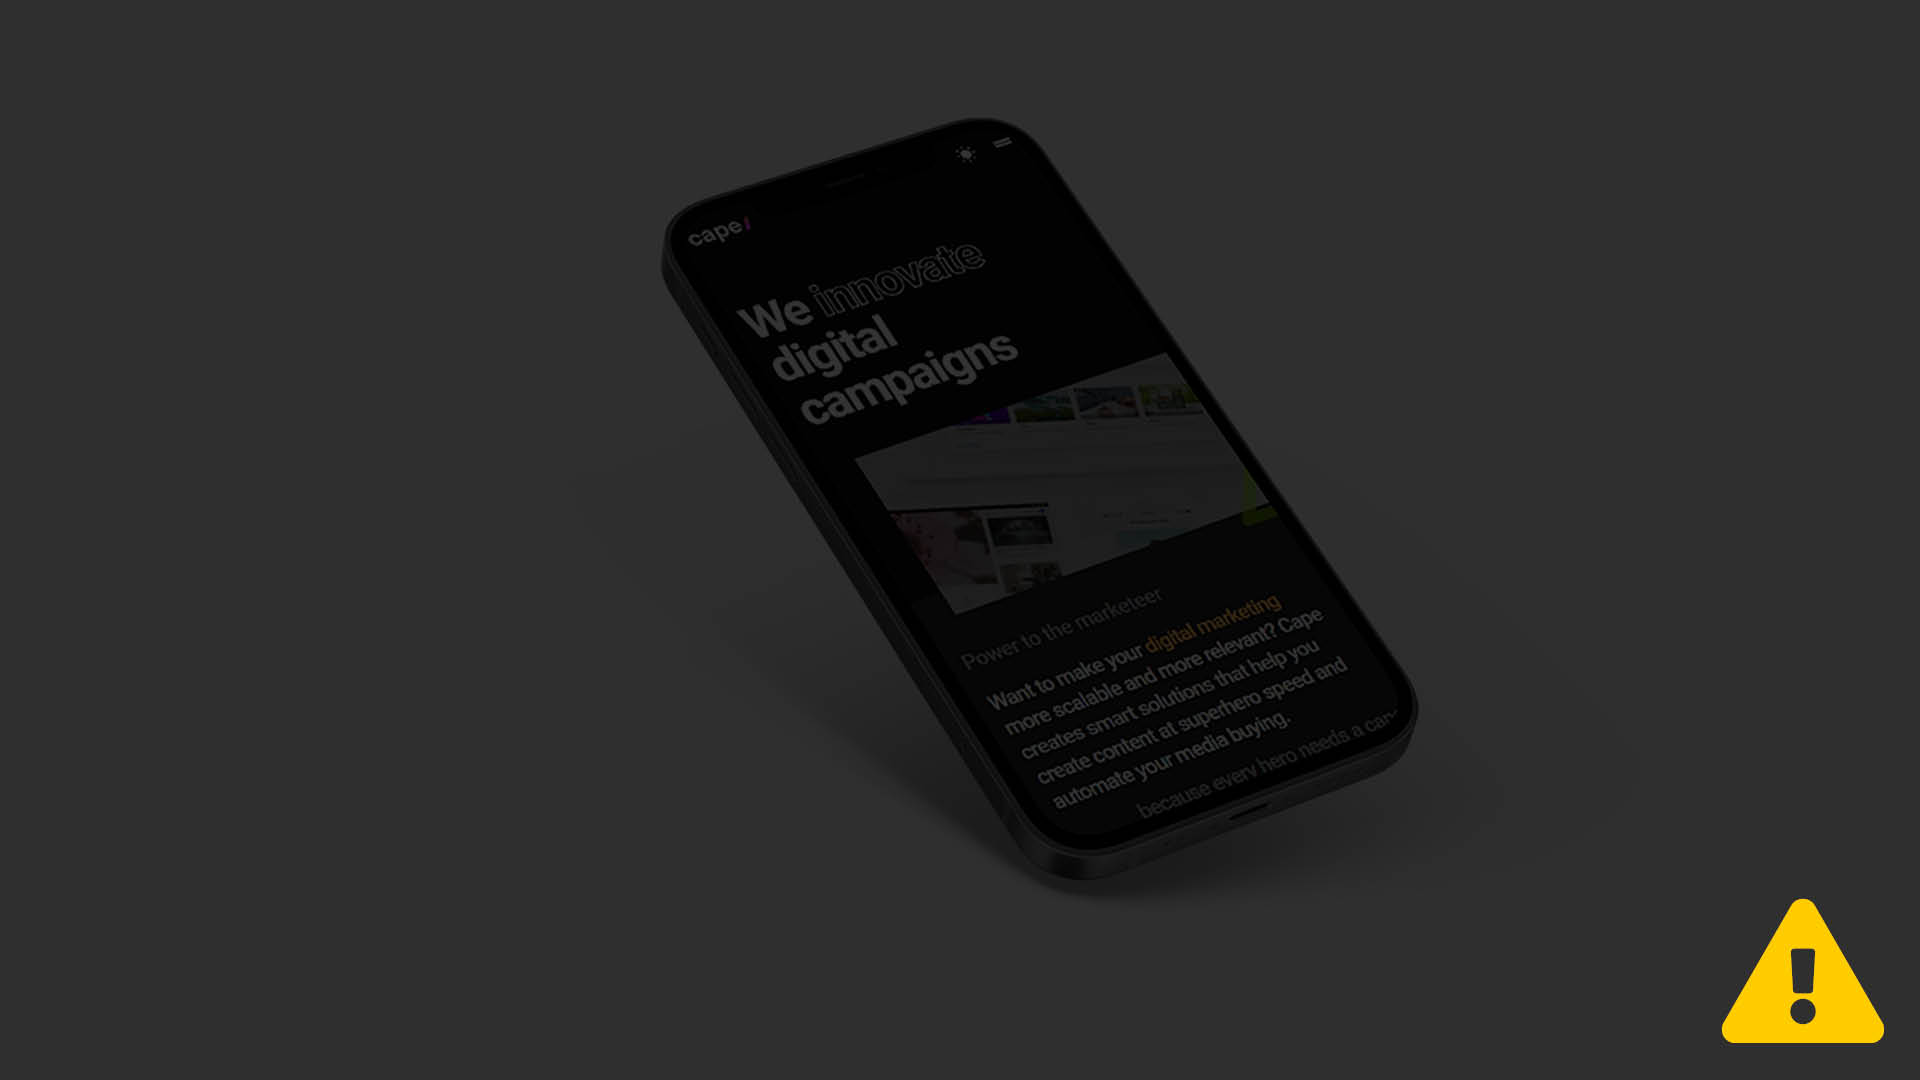 cape/
We innovate
digital
campaigns
Power to the marketeer
Want to make your digital marketing
more scalable and more relevant? Cape
creates smart solutions that help you
create content at superhero speed and
automate your media buying.
because every hero needs a
!